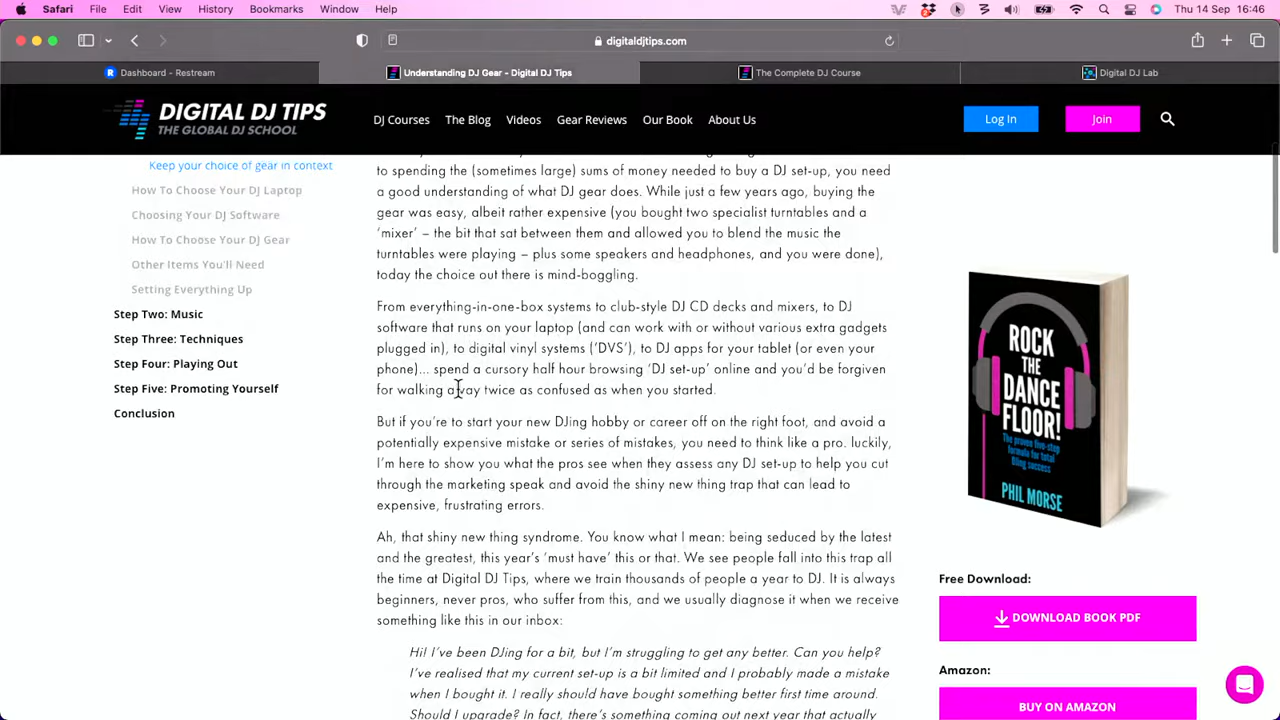 Safari File Edit View History Bookmarks Window Help
Thu 14 Sep 16:46
digitaldjtips.com
Dashboard - Restream
Understanding DJ Gear - Digital DJ Tips
The Complete DJ Course
Digital DJ Lab
DIGITAL DJ TIPS
THE GLOBAL DJ SCHOOL
DJ Courses
The Blog
Videos
Gear Reviews
Our Book
About Us
Log In
Join
Keep your choice of gear in context
How To Choose Your DJ Laptop
Choosing Your DJ Software
How To Choose Your DJ Gear
Other Items You'll Need
Setting Everything Up
Step Two: Music
Step Three: Techniques
Step Four: Playing Out
Step Five: Promoting Yourself
Conclusion
to spending the (sometimes large) sums of money needed to buy a DJ set-up, you need
a good understanding of what DJ gear does. While just a few years ago, buying the
gear was easy, albeit rather expensive (you bought two specialist turntables and a
‘mixer’ – the bit that sat between them and allowed you to blend the music the
turntables were playing – plus some speakers and headphones, and you were done),
today the choice out there is mind-boggling.
From everything-in-one-box systems to club-style DJ CD decks and mixers, to DJ
software that runs on your laptop (and can work with or without various extra gadgets
plugged in), to digital vinyl systems (‘DVS’), to DJ apps for your tablet (or even your
phone)… spend a cursory half hour browsing ‘DJ set-up’ online and you’d be forgiven
for walking away twice as confused as when you started.
But if you’re to start your new DJing hobby or career off on the right foot, and avoid a
potentially expensive mistake or series of mistakes, you need to think like a pro. luckily,
I’m here to show you what the pros see when they assess any DJ set-up to help you cut
through the marketing speak and avoid the shiny new thing trap that can lead to
expensive, frustrating errors.
Ah, that shiny new thing syndrome. You know what I mean: being seduced by the latest
and the greatest, this year’s ‘must have’ this or that. We see people fall into this trap all
the time at Digital DJ Tips, where we train thousands of people a year to DJ. It is always
beginners, never pros, who suffer from this, and we usually diagnose it when we receive
something like this in our inbox:
Hi! I’ve been DJing for a bit, but I’m struggling to get any better. Can you help?
I’ve realised that my current set-up is a bit limited and I probably made a mistake
when I bought it. I really should have bought something better first time around.
Should I upgrade? In fact, there’s something coming out next year that actually
ROCK
THE
DANCE
FLOOR!
The proven five-step
formula for total
DJing success
PHIL MORSE
Free Download:
DOWNLOAD BOOK PDF
Amazon:
BUY ON AMAZON